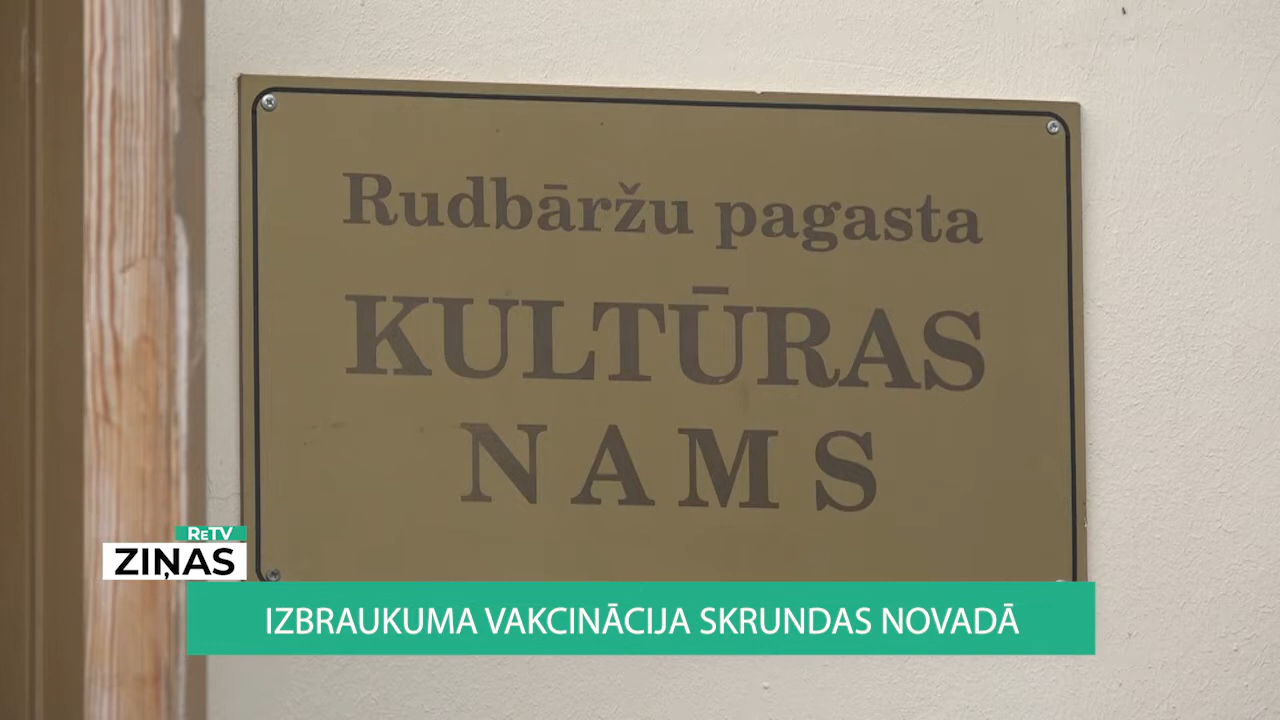 Rudbāržu pagasta
KULTŪRAS
NAMS
ReTV
ZIŅAS
IZBRAUKUMA VAKCINĀCIJA SKRUNDAS NOVADĀ